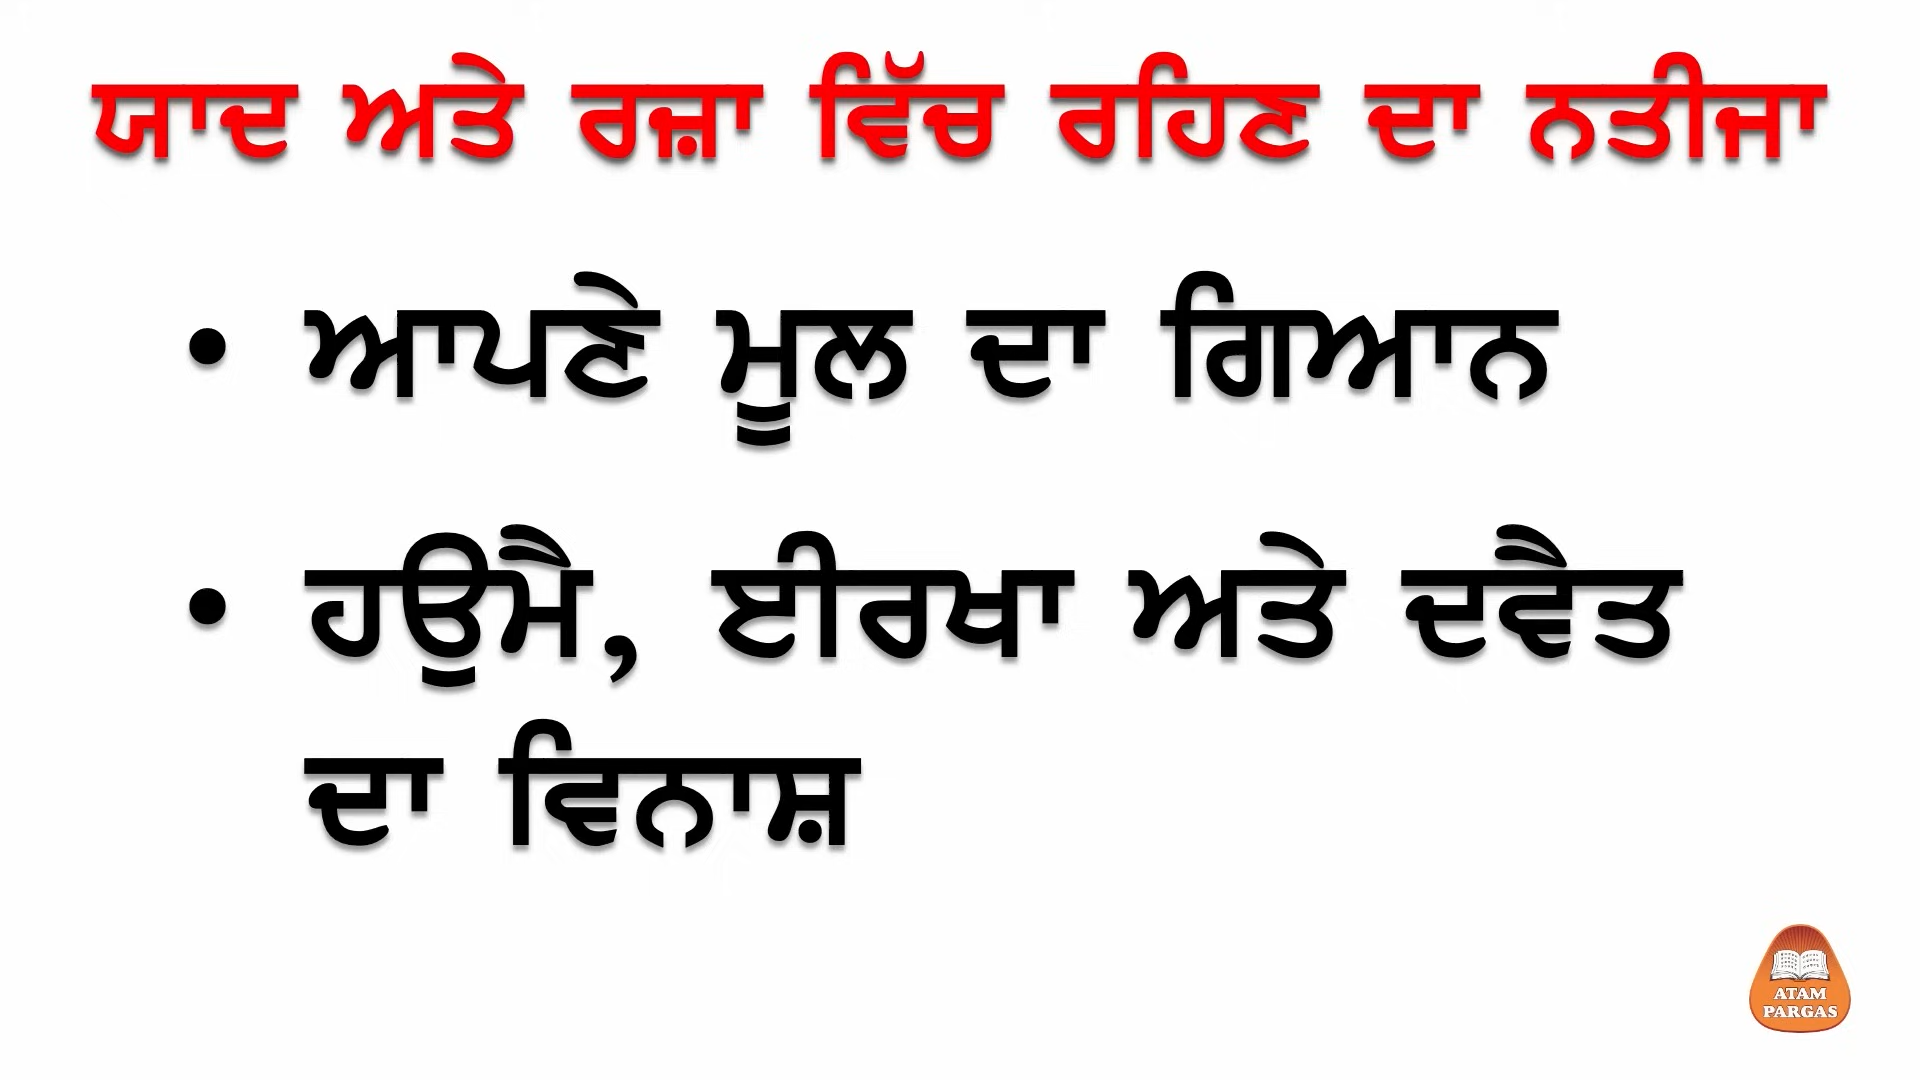 ਯਾਦ ਅਤੇ ਰਜ਼ਾ ਵਿੱਚ ਰਹਿਣ ਦਾ ਨਤੀਜਾ
• ਆਪਣੇ ਮੂਲ ਦਾ ਗਿਆਨ
• ਹਉਮੈ, ਈਰਖਾ ਅਤੇ ਦਵੈਤ
ਦਾ ਵਿਨਾਸ਼
ATAM
PARGAS